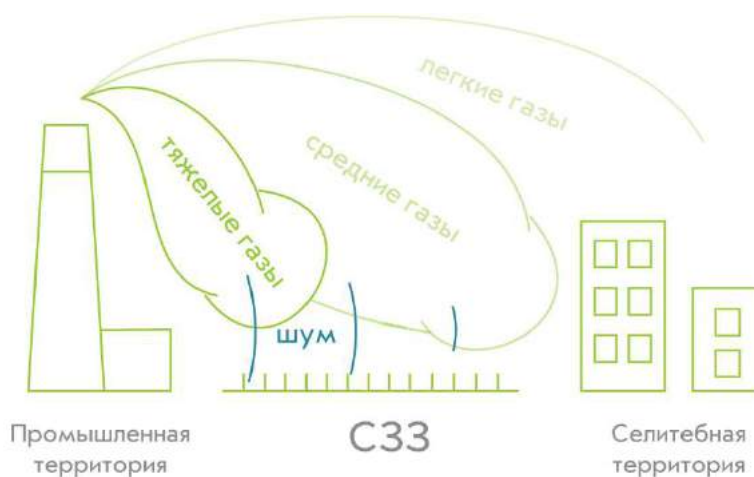 легкие газы
средние газы
тяжелые газы
шум
Промышленная
территория
СЗЗ
Селитебная
территория